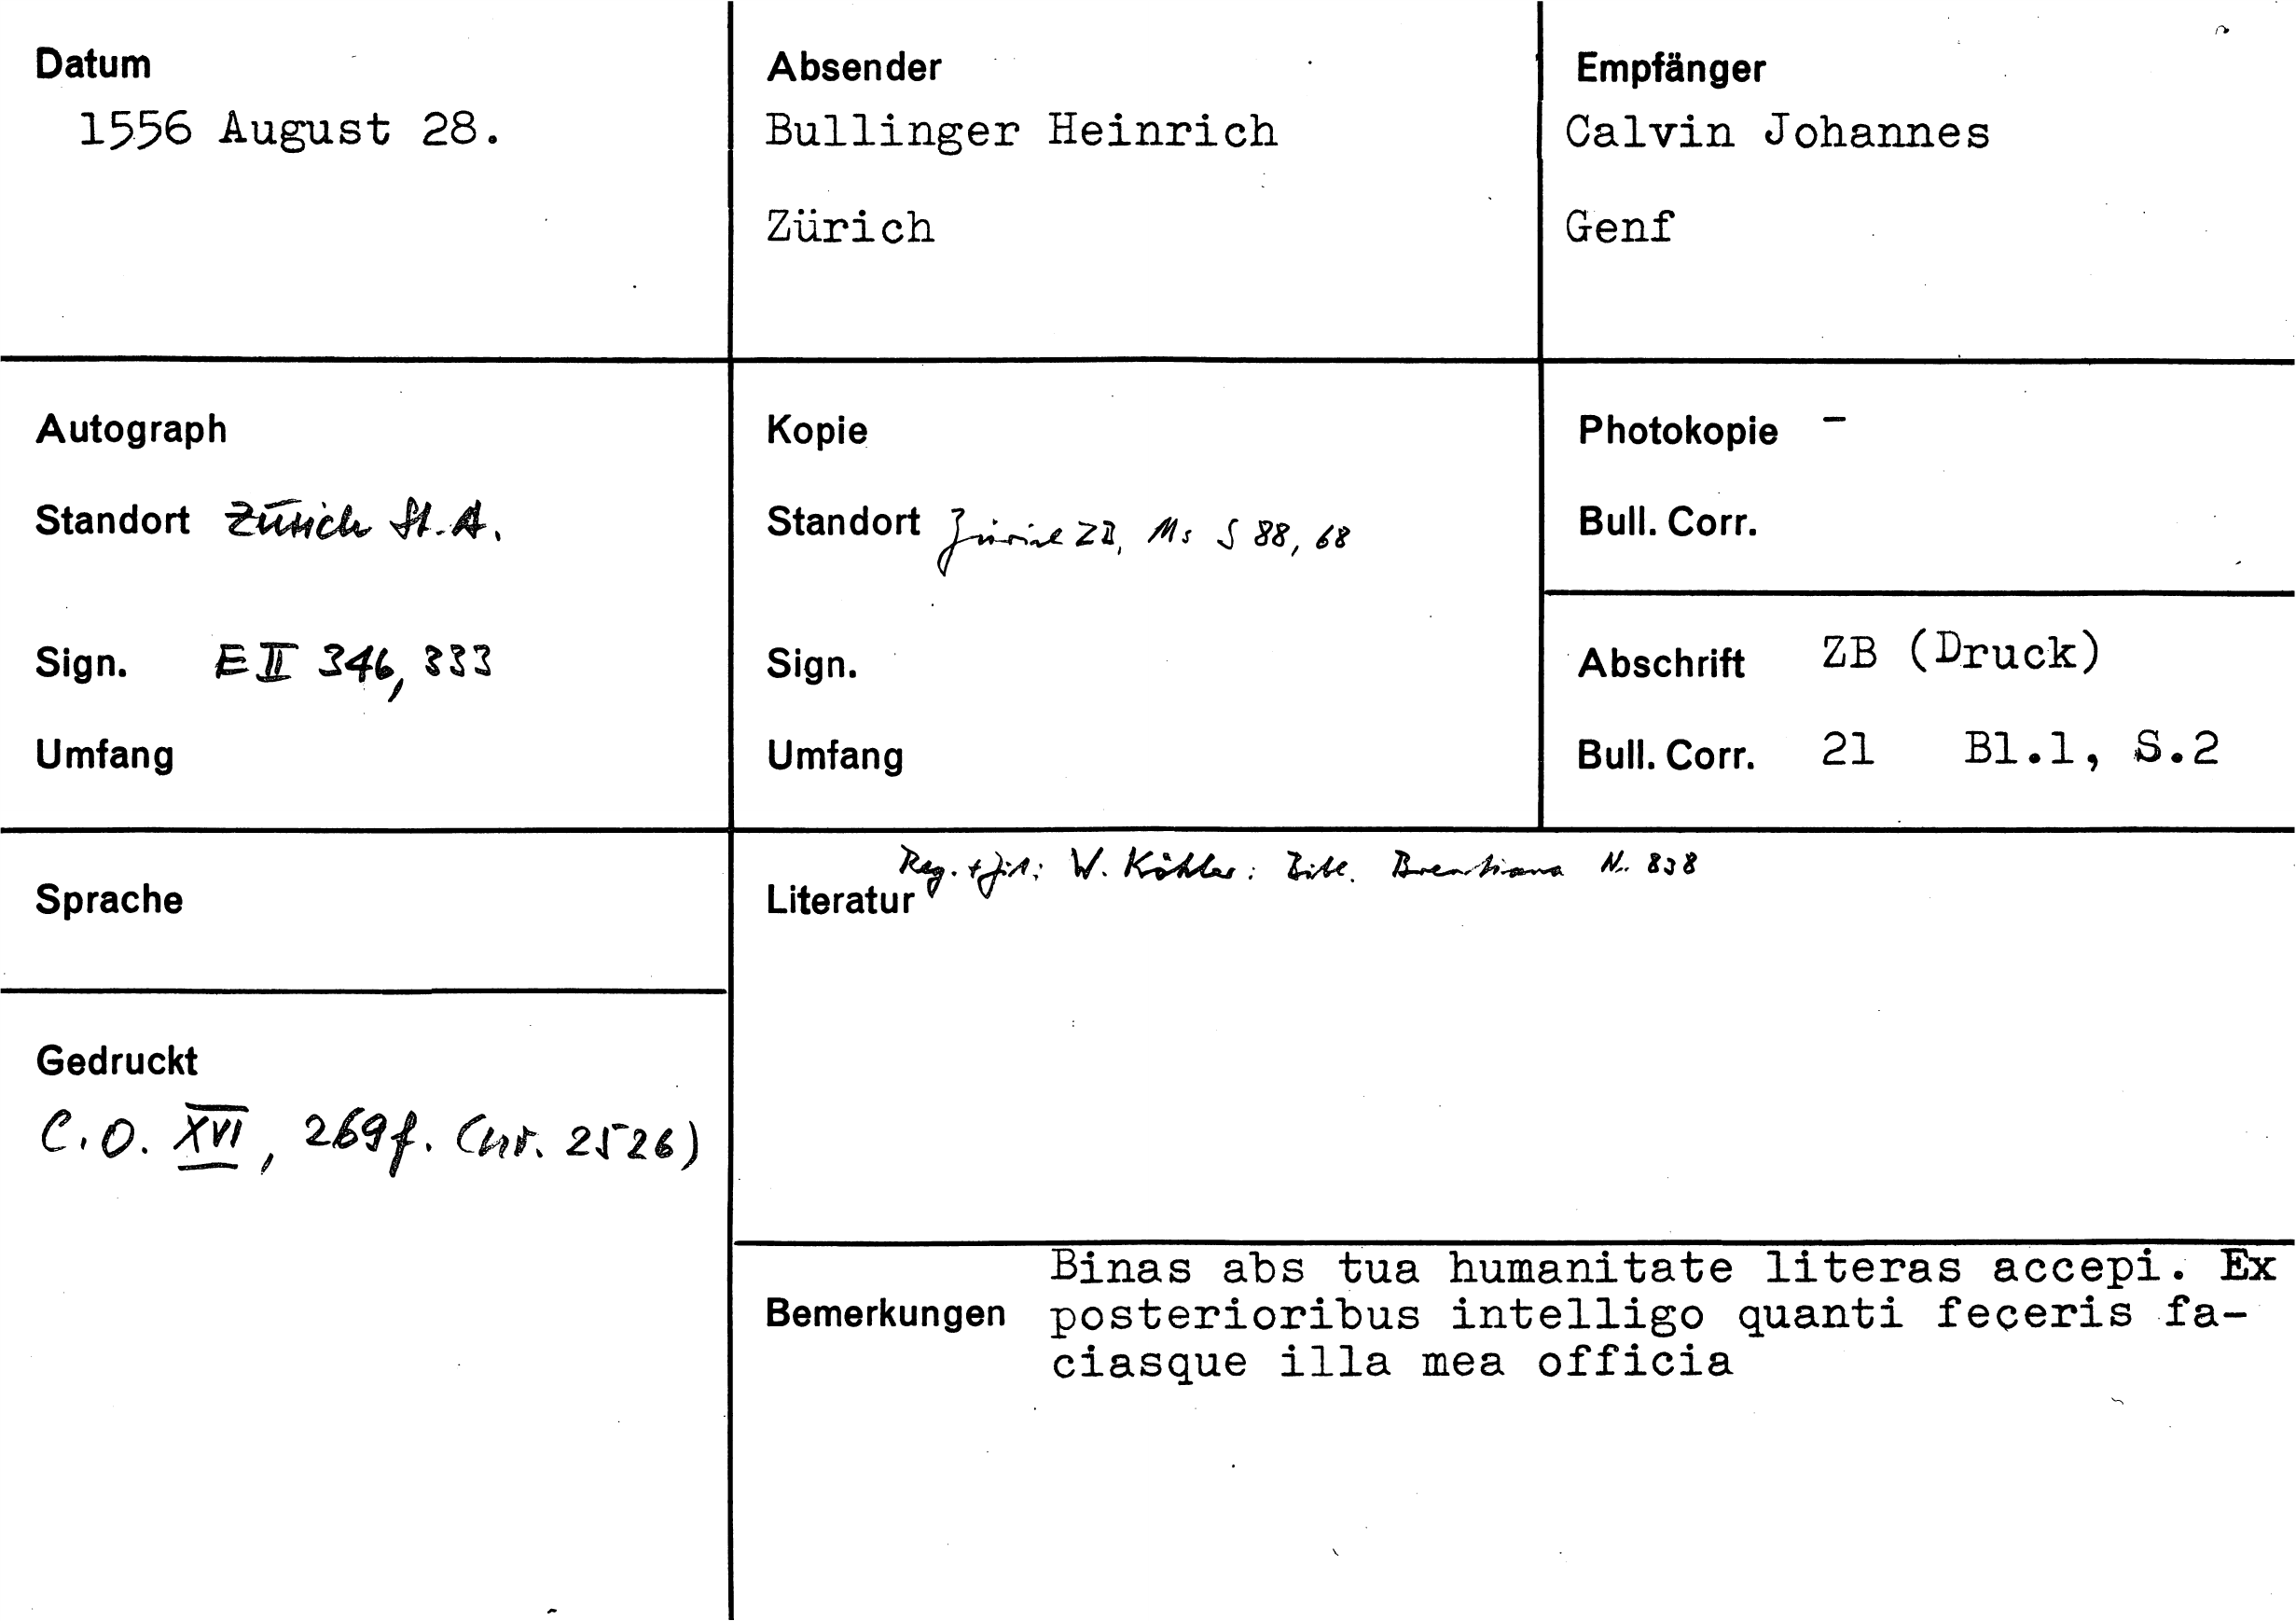 Datum
1556 August 28.
Absender
Bullinger Heinrich
Zürich
Empfänger
Calvin Johannes
Genf
Autograph
Standort Zürich St.A.
Sign. E II 346, 333
Umfang
Kopie
Standort Zürich ZB, Ms S 88, 68
Sign.
Umfang
Photokopie -
Bull. Corr.
Abschrift ZB (Druck)
Bull. Corr. 21 Bl.1, S.2
Sprache
Gedruckt
C.O. XVI, 269f. (nr. 2526)
Reg. + W. Köhler: Bibl. Brentiana N. 838
Literatur
Binas abs tua humanitate literas accepi. Ex
Bemerkungen posterioribus intelligo quanti feceris fa-
ciasque illa mea officia